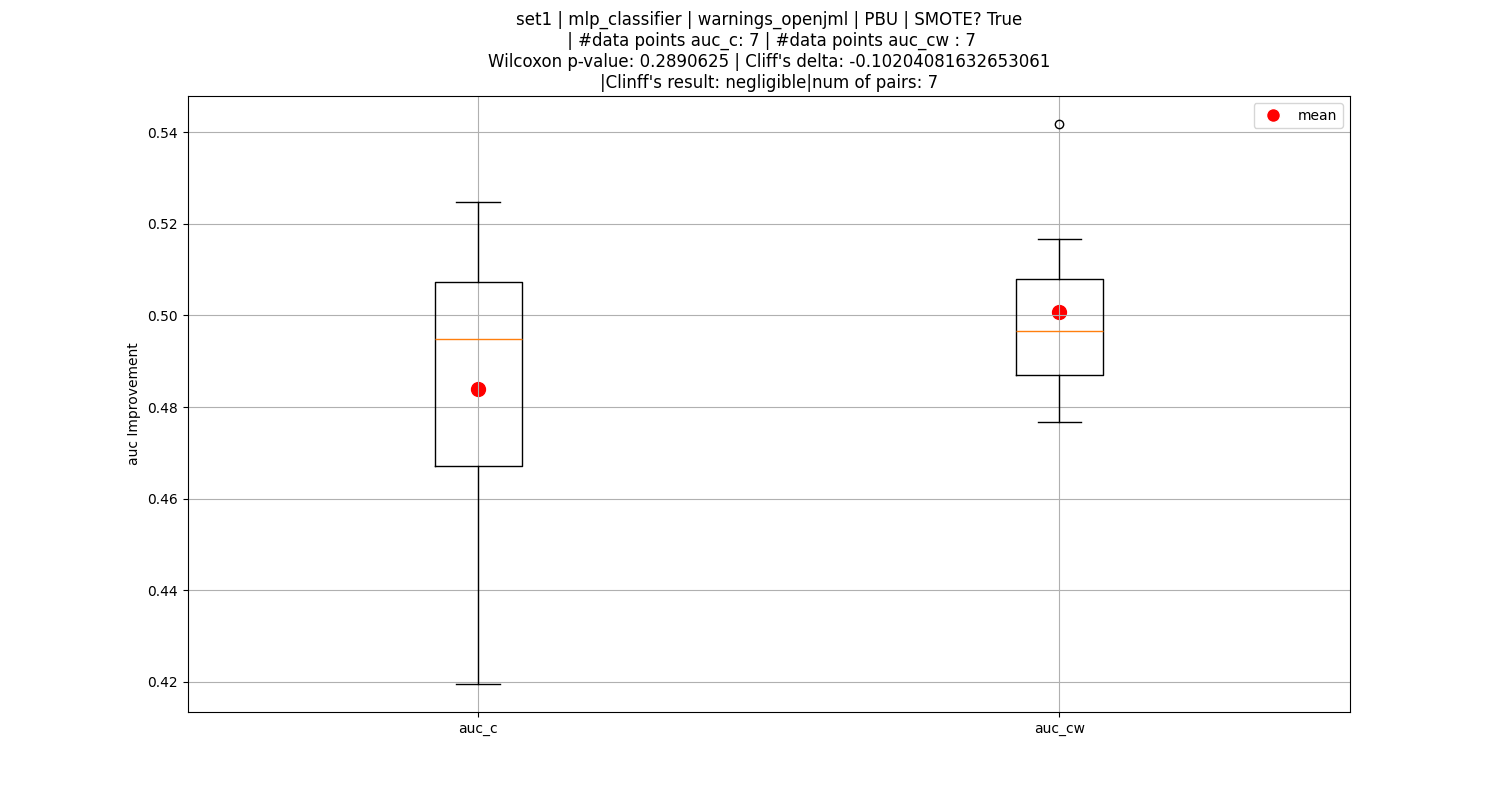 set1 | mlp_classifier | warnings_openjml | PBU | SMOTE? True
| #data points auc_c: 7 | #data points auc_cw : 7
Wilcoxon p-value: 0.2890625 | Cliff's delta: -0.10204081632653061
|Clinff's result: negligible|num of pairs: 7
mean
0.54
0.52
0.50
0.48
0.46
0.44
0.42
auc Improvement
auc_c
auc_cw